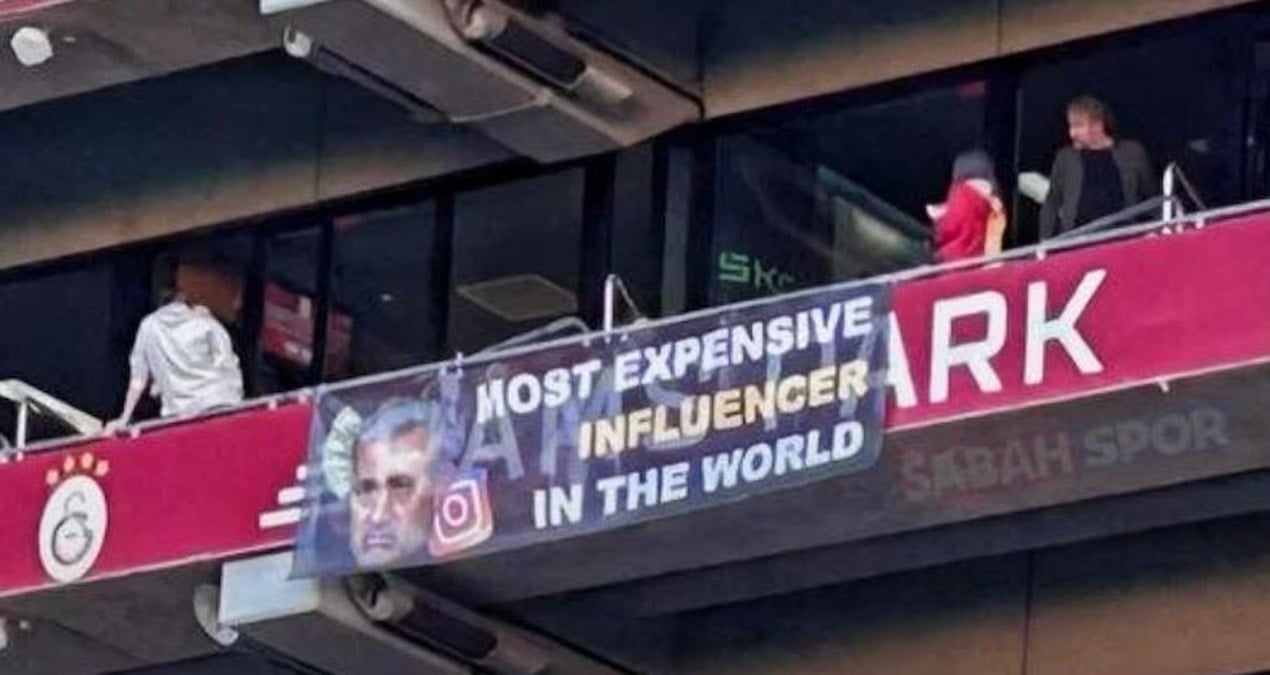 MOST EXPENSIVE
INFLUENCER
IN THE WORLD
ARK
SABAH SPOR